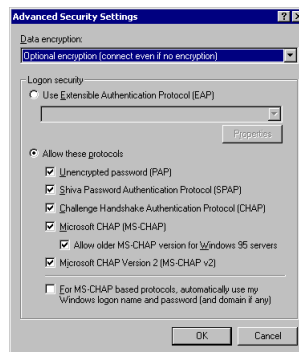 Advanced Security Settings
Data encryption:
Optional encryption (connect even if no encryption)
Logon security
Use Extensible Authentication Protocol (EAP)
Properties
Allow these protocols
Unencrypted password (PAP)
Shiva Password Authentication Protocol (SPAP)
Challenge Handshake Authentication Protocol (CHAP)
Microsoft CHAP (MS-CHAP)
Allow older MS-CHAP version for Windows 95 servers
Microsoft CHAP Version 2 (MS-CHAP v2)
For MS-CHAP based protocols, automatically use my
Windows logon name and password (and domain if any)
OK Cancel